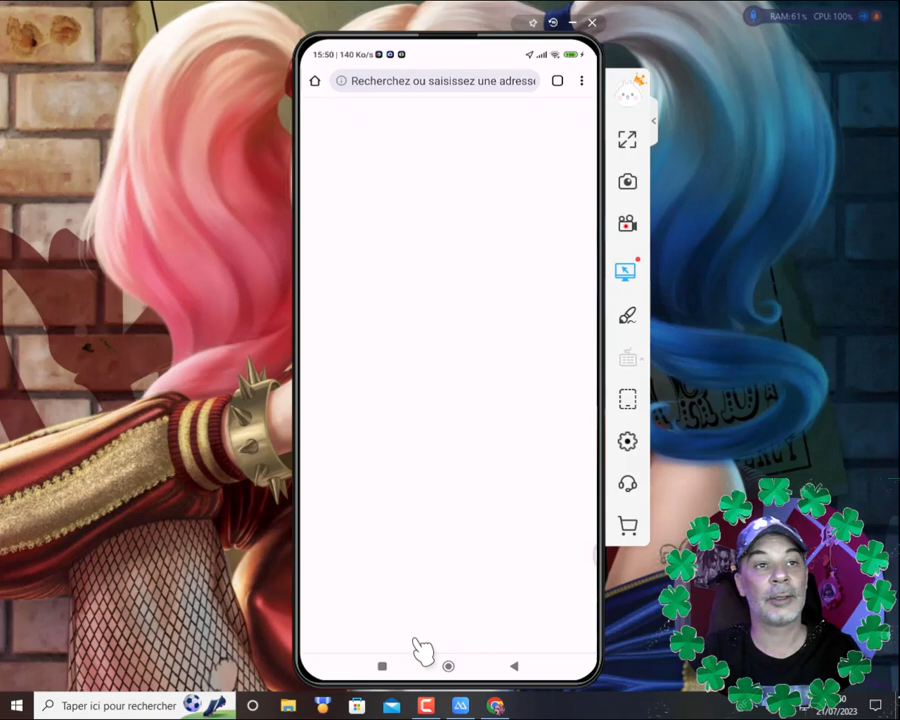 RAM: 61% CPU: 100%
15:50 | 140 Ko/s
Recherchez ou saisissez une adresse
Taper ici pour rechercher
21/07/2023